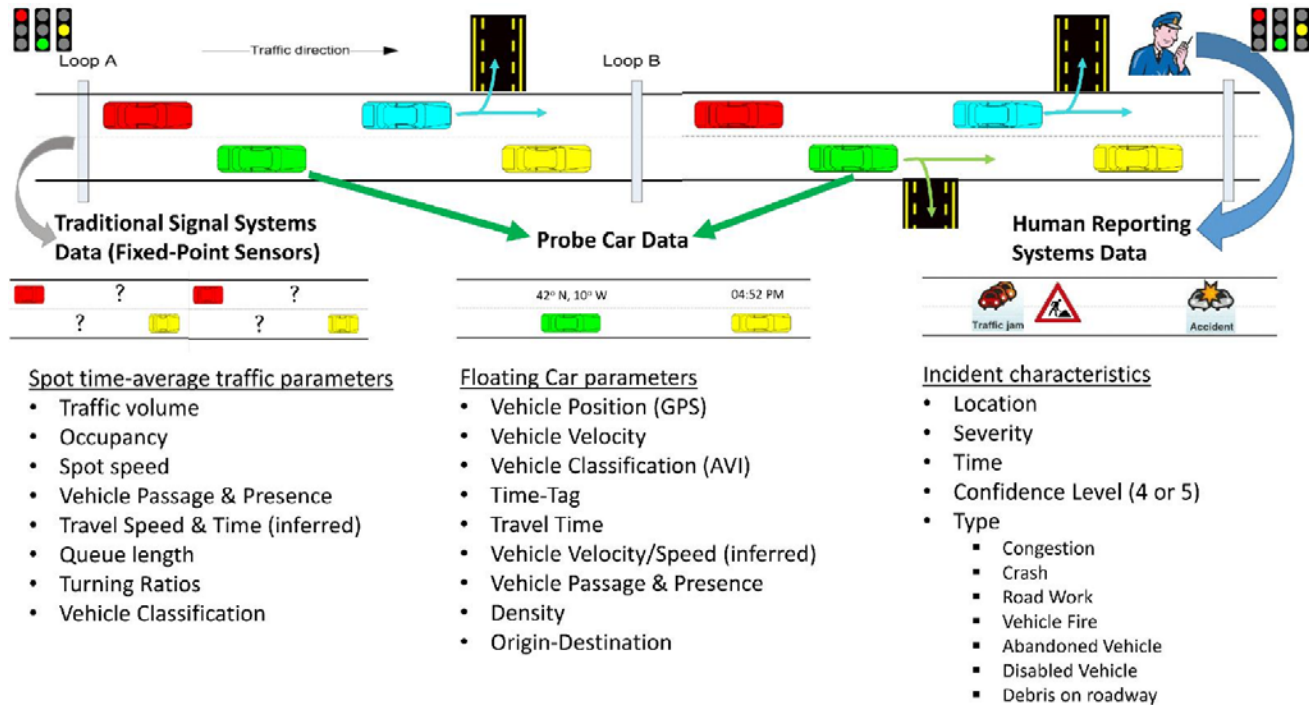 Loop A
Traffic direction
Loop B
Traditional Signal Systems
Data (Fixed-Point Sensors)
Probe Car Data
Human Reporting
Systems Data
? ?
? ?
42° N, 10° W 04:52 PM
Traffic jam
Accident
Spot time-average traffic parameters
• Traffic volume
• Occupancy
• Spot speed
• Vehicle Passage & Presence
• Travel Speed & Time (inferred)
• Queue length
• Turning Ratios
• Vehicle Classification
Floating Car parameters
• Vehicle Position (GPS)
• Vehicle Velocity
• Vehicle Classification (AVI)
• Time-Tag
• Travel Time
• Vehicle Velocity/Speed (inferred)
• Vehicle Passage & Presence
• Density
• Origin-Destination
Incident characteristics
• Location
• Severity
• Time
• Confidence Level (4 or 5)
• Type
▪ Congestion
▪ Crash
▪ Road Work
▪ Vehicle Fire
▪ Abandoned Vehicle
▪ Disabled Vehicle
▪ Debris on roadway